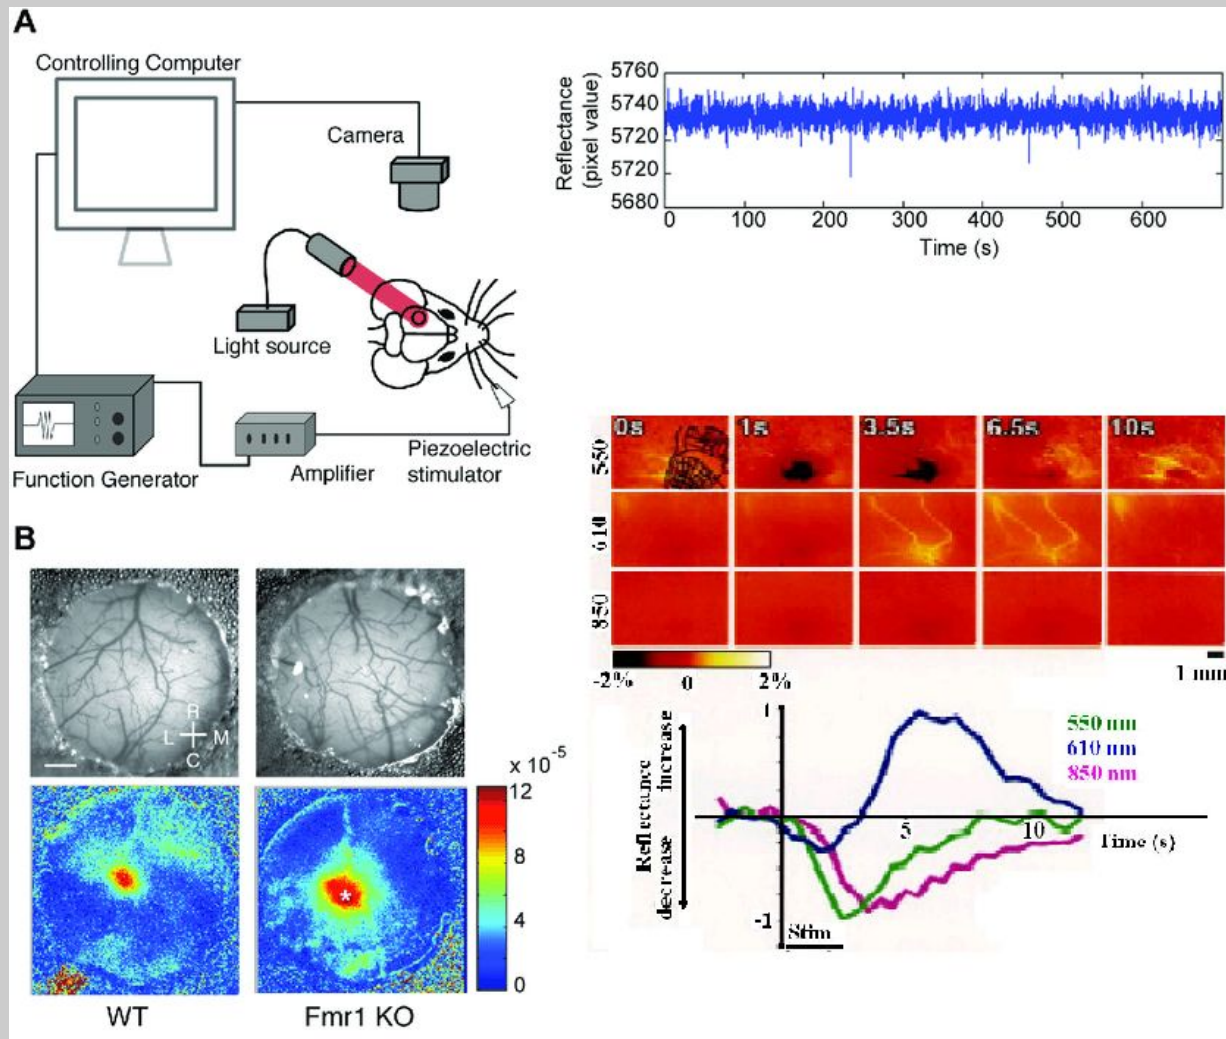 A
Controlling Computer
Camera
Light source
Function Generator
Amplifier
Piezoelectric
stimulator
5760
5740
5720
5720
5680
Reflectance
(pixel value)
0
100
200
300
400
500
600
Time (s)
B
R
L
M
C
x 10-5
12
8
6
4
2
0
WT
Fmr1 KO
0s
1s
3.5s
6.5s
10s
550
610
850
-2%
0
2%
1 mm
1
-1
Reflectance
decrease increase
5
10
Time (s)
550 nm
610 nm
850 nm
Stim